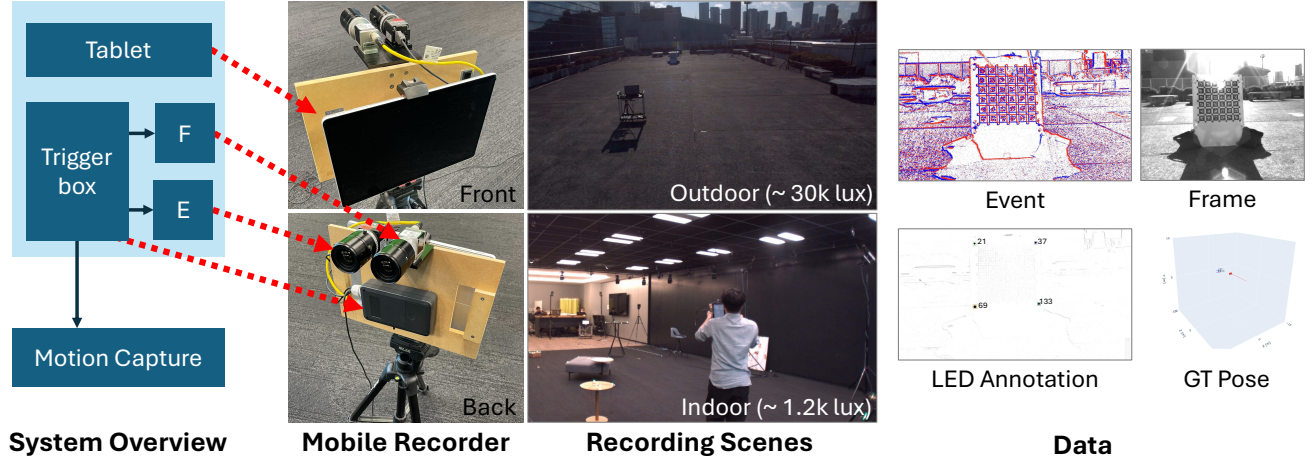 Tablet
Trigger
box
F
E
Motion Capture
System Overview
Front
Back
Mobile Recorder
Outdoor (~ 30k lux)
Indoor (~ 1.2k lux)
Recording Scenes
Event
Frame
21
37
69
133
LED Annotation
GT Pose
Data